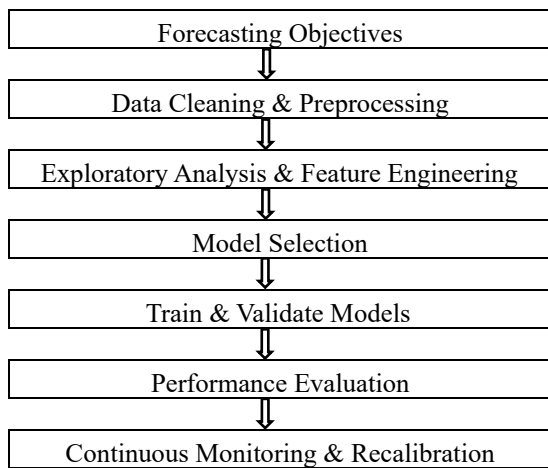 Forecasting Objectives
Data Cleaning & Preprocessing
Exploratory Analysis & Feature Engineering
Model Selection
Train & Validate Models
Performance Evaluation
Continuous Monitoring & Recalibration